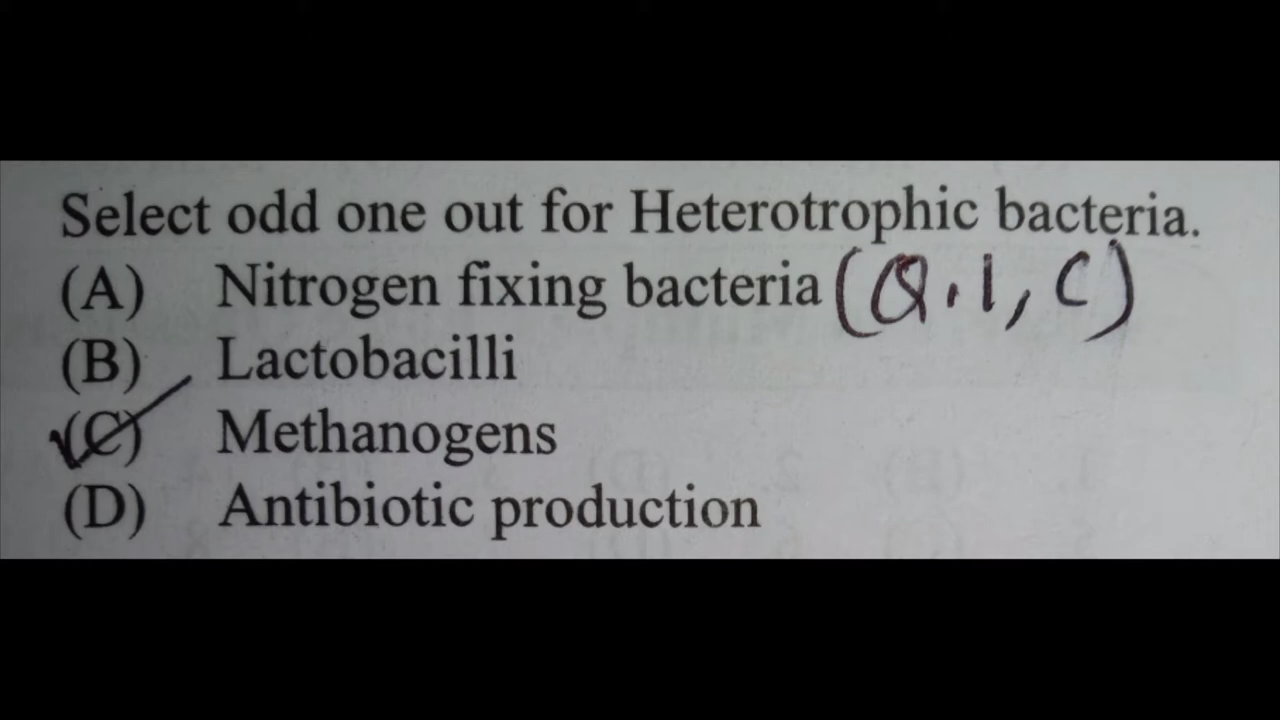 Select odd one out for Heterotrophic bacteria.
(A) Nitrogen fixing bacteria (Q.1, C)
(B) Lactobacilli
(C) Methanogens
(D) Antibiotic production